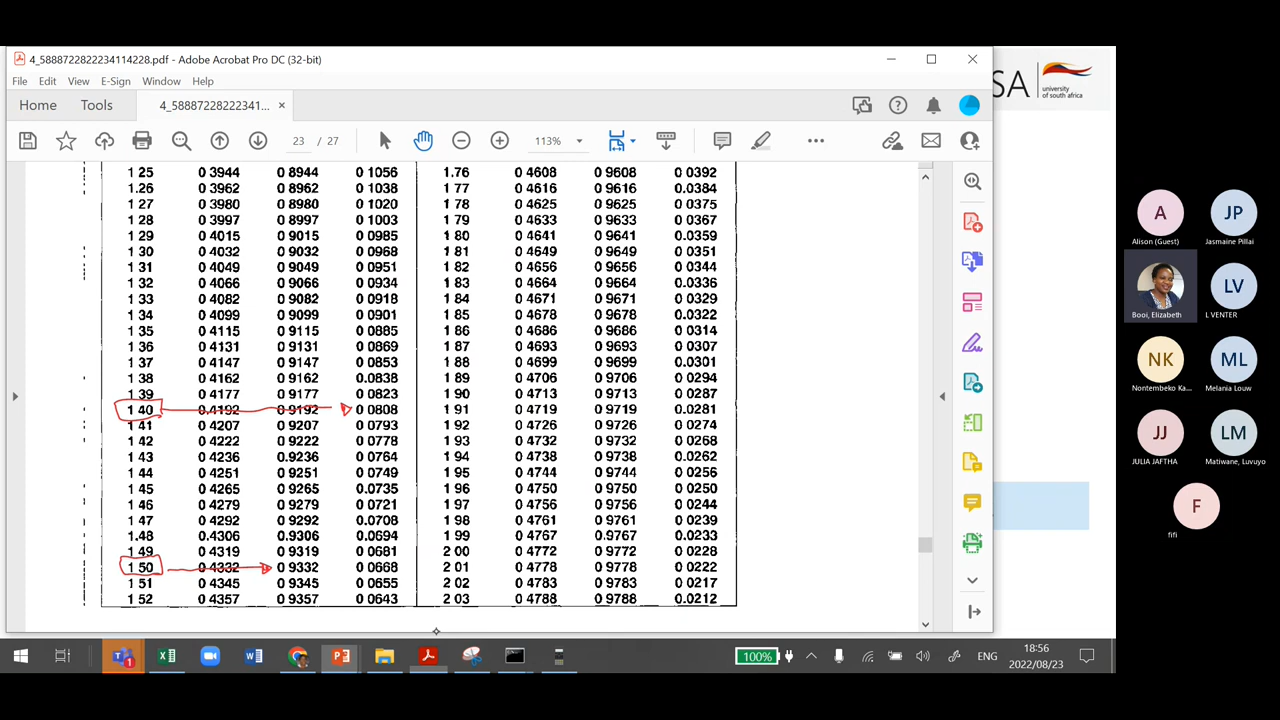 4_5888722822234114228.pdf - Adobe Acrobat Pro DC (32-bit)
File Edit View E-Sign Window Help
Home Tools 4_58887228222341... ×
23 / 27 113%
SA
university
of south africa
1 25 0 3944 0 8944 0 1056 1.76 0 4608 0 9608 0.0392
1.26 0 3962 0 8962 0 1038 1 77 0 4616 0 9616 0.0384
1 27 0 3980 0 8980 0 1020 1 78 0 4625 0 9625 0.0375
1 28 0 3997 0 8997 0 1003 1 79 0 4633 0 9633 0.0367
1 29 0 4015 0 9015 0 0985 1 80 0 4641 0 9641 0.0359
1 30 0 4032 0 9032 0 0968 1 81 0 4649 0 9649 0.0351
1 31 0 4049 0 9049 0 0951 1 82 0 4656 0 9656 0.0344
1 32 0 4066 0 9066 0 0934 1 83 0 4664 0 9664 0.0336
1 33 0 4082 0 9082 0 0918 1 84 0 4671 0 9671 0.0329
1 34 0 4099 0 9099 0 0901 1 85 0 4678 0 9678 0.0322
1 35 0 4115 0 9115 0 0885 1 86 0 4686 0 9686 0.0314
1 36 0 4131 0 9131 0 0869 1 87 0 4693 0 9693 0.0307
1 37 0 4147 0 9147 0 0853 1 88 0 4699 0 9699 0.0301
1 38 0 4162 0 9162 0.0838 1 89 0 4706 0 9706 0 0294
1 39 0 4177 0 9177 0 0823 1 90 0 4713 0 9713 0 0287
1 40 0 4192 0 9192 0 0808 1 91 0 4719 0 9719 0.0281
1 41 0 4207 0 9207 0 0793 1 92 0 4726 0 9726 0 0274
1 42 0 4222 0 9222 0 0778 1 93 0 4732 0 9732 0 0268
1 43 0 4236 0 9236 0 0764 1 94 0 4738 0 9738 0 0262
1 44 0 4251 0 9251 0 0749 1 95 0 4744 0 9744 0 0256
1 45 0 4265 0 9265 0.0735 1 96 0 4750 0 9750 0 0250
1 46 0 4279 0 9279 0 0721 1 97 0 4756 0 9756 0 0244
1 47 0 4292 0 9292 0.0708 1 98 0 4761 0 9761 0 0239
1.48 0 4306 0 9306 0 0694 1 99 0 4767 0 9767 0 0233
1 49 0 4319 0 9319 0 0681 2 00 0 4772 0 9772 0 0228
1 50 0 4332 0 9332 0 0668 2 01 0 4778 0 9778 0 0222
1 51 0 4345 0 9345 0 0655 2 02 0 4783 0 9783 0 0217
1 52 0 4357 0 9357 0 0643 2 03 0 4788 0 9788 0.0212
A JP
Alison (Guest) Jasmaine Pillai
LV
Booi, Elizabeth L VENTER
NK ML
Nontembeko Ka... Melania Louw
JJ LM
JULIA JAFTHA Matiwane, Luvuyo
F
fifi
100% ENG 18:56
2022/08/23